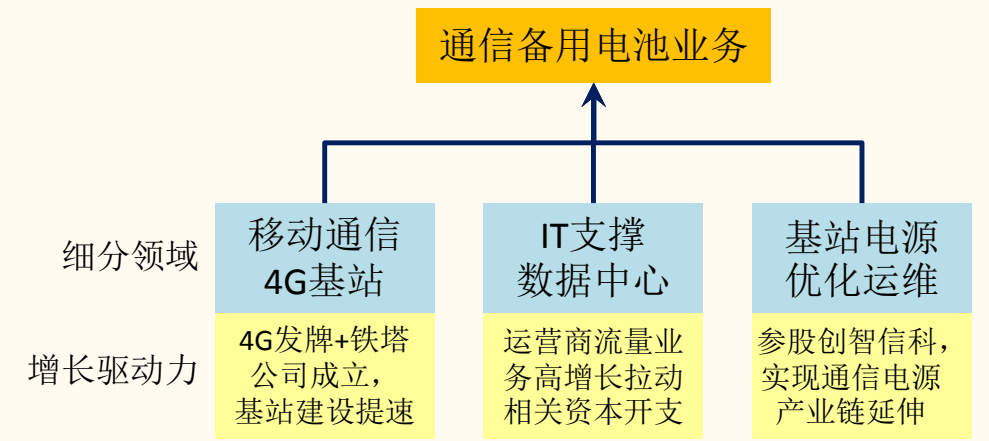 通信备用电池业务
细分领域
移动通信
4G基站
IT支撑
数据中心
基站电源
优化运维
增长驱动力
4G发牌+铁塔
公司成立，
基站建设提速
运营商流量业
务高增长拉动
相关资本开支
参股创智信科，
实现通信电源
产业链延伸